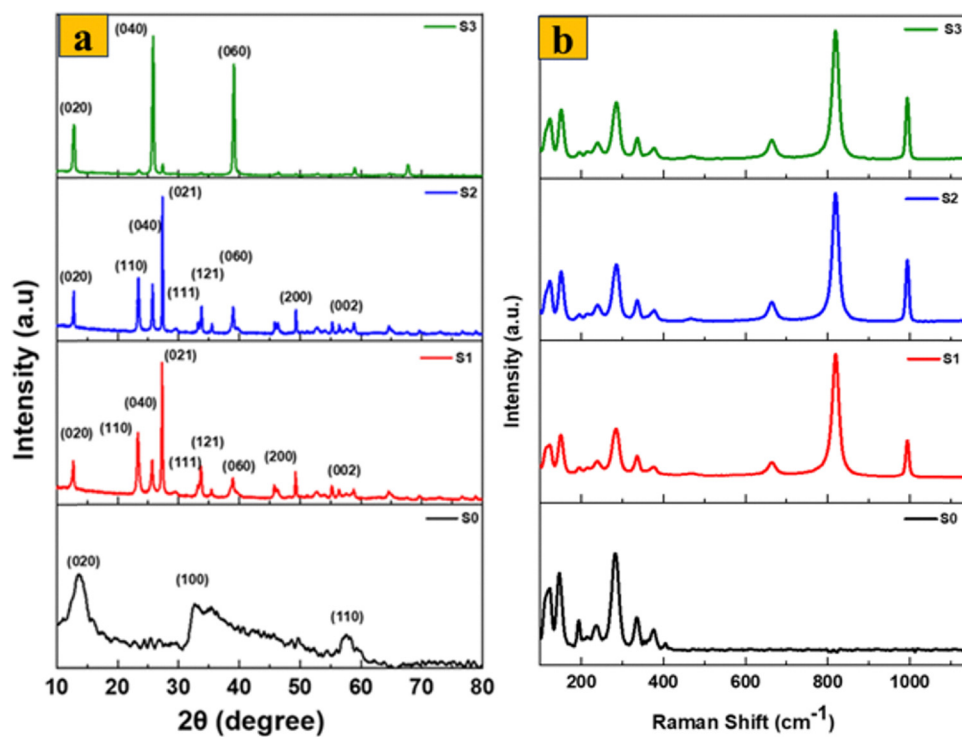 a
S3
(020)
(040)
(060)
S2
(020)
(110)
(040)
(021)
(111)
(121)
(060)
(200)
(002)
S1
(020)
(110)
(040)
(021)
(111)
(121)
(060)
(200)
(002)
S0
(020)
(100)
(110)
10 20 30 40 50 60 70 80
2θ (degree)
Intensity (a.u)
b
S3
S2
S1
S0
200 400 600 800 1000
Raman Shift (cm⁻¹)
Intensity (a.u.)